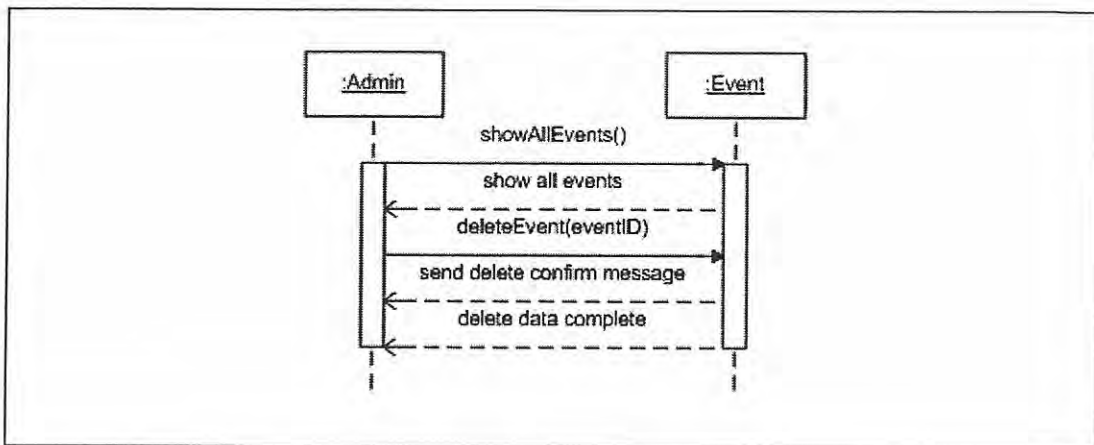 :Admin
:Event
showAllEvents()
show all events
deleteEvent(eventID)
send delete confirm message
delete data complete